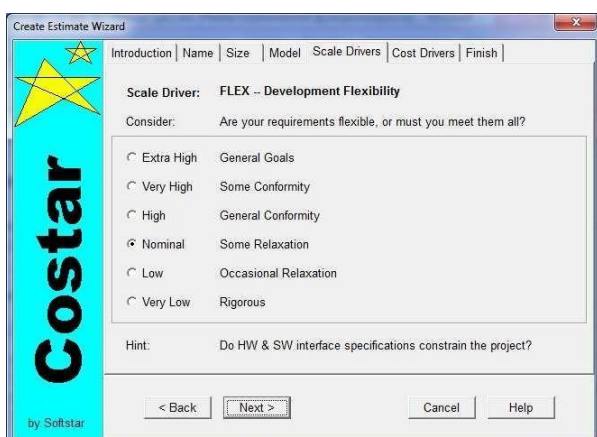 Create Estimate Wizard
Introduction Name Size Model Scale Drivers Cost Drivers Finish
Scale Driver: FLEX -- Development Flexibility
Consider: Are your requirements flexible, or must you meet them all?
Extra High General Goals
Very High Some Conformity
High General Conformity
Nominal Some Relaxation
Low Occasional Relaxation
Very Low Rigorous
Hint: Do HW & SW interface specifications constrain the project?
< Back Next > Cancel Help
Costar
by Softstar